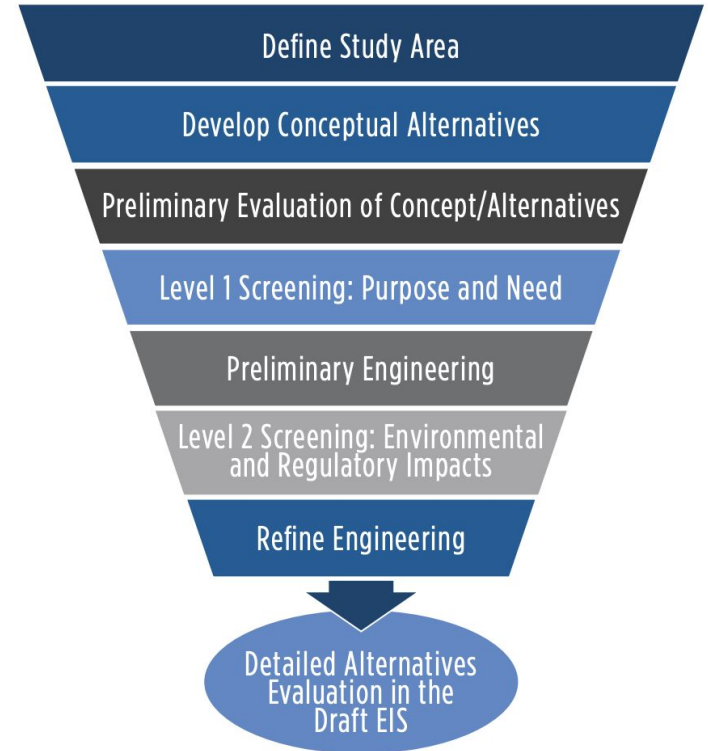 Define Study Area
Develop Conceptual Alternatives
Preliminary Evaluation of Concept/Alternatives
Level 1 Screening: Purpose and Need
Preliminary Engineering
Level 2 Screening: Environmental
and Regulatory Impacts
Refine Engineering
Detailed Alternatives
Evaluation in the
Draft EIS